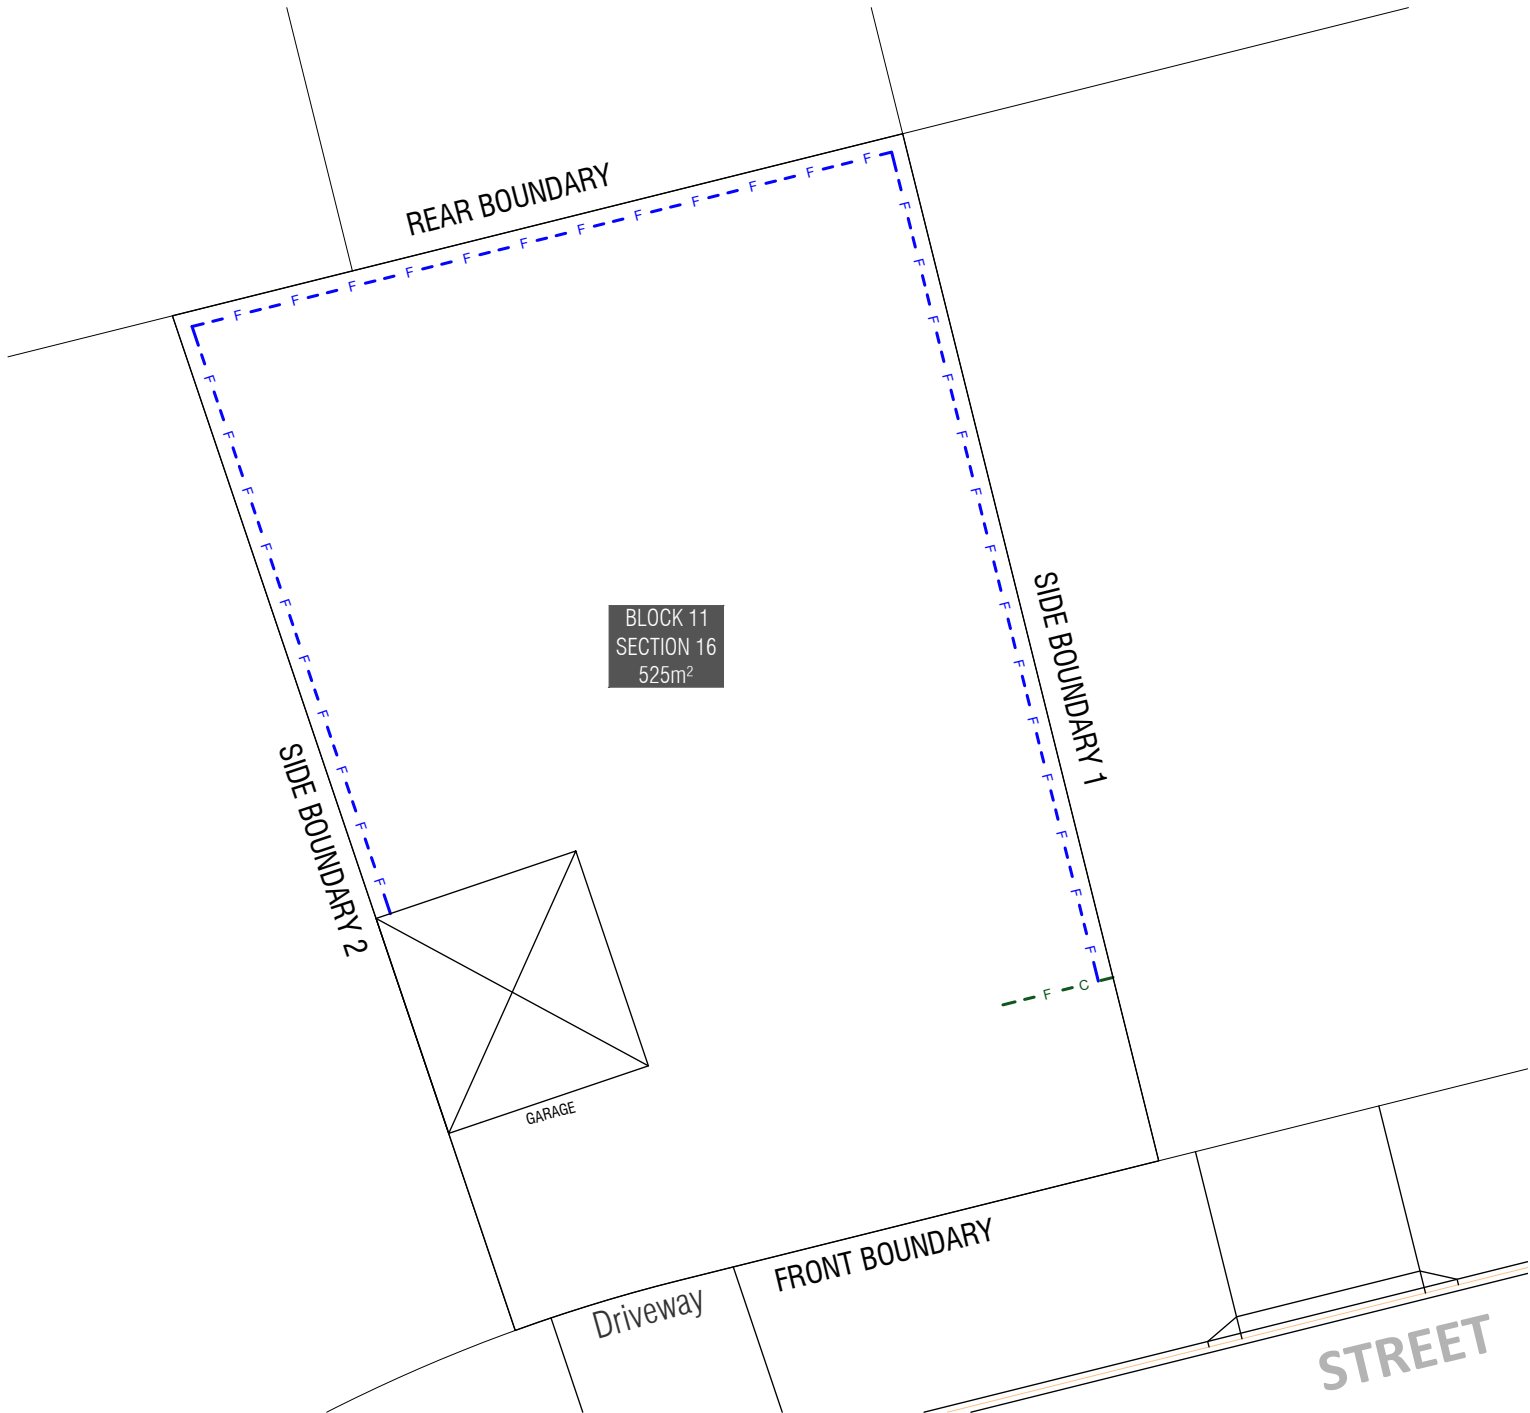 REAR BOUNDARY
F F F F F F F F F F F F
F F F F F F F F F F F F F F
F F F F F F F F F F
BLOCK 11
SECTION 16
525m²
SIDE BOUNDARY 1
SIDE BOUNDARY 2
F C
GARAGE
FRONT BOUNDARY
Driveway
STREET